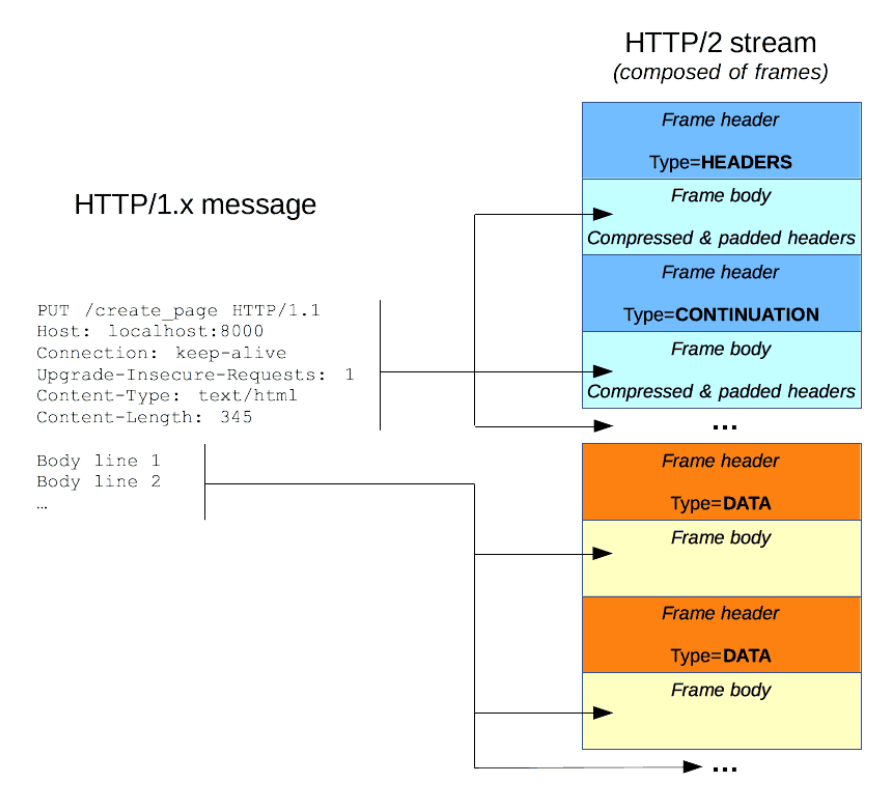 HTTP/2 stream
(composed of frames)
HTTP/1.x message
PUT /create_page HTTP/1.1
Host: localhost:8000
Connection: keep-alive
Upgrade-Insecure-Requests: 1
Content-Type: text/html
Content-Length: 345
Body line 1
Body line 2
…
Frame header
Type=HEADERS
Frame body
Compressed & padded headers
Frame header
Type=CONTINUATION
Frame body
Compressed & padded headers
...
Frame header
Type=DATA
Frame body
Frame header
Type=DATA
Frame body
...